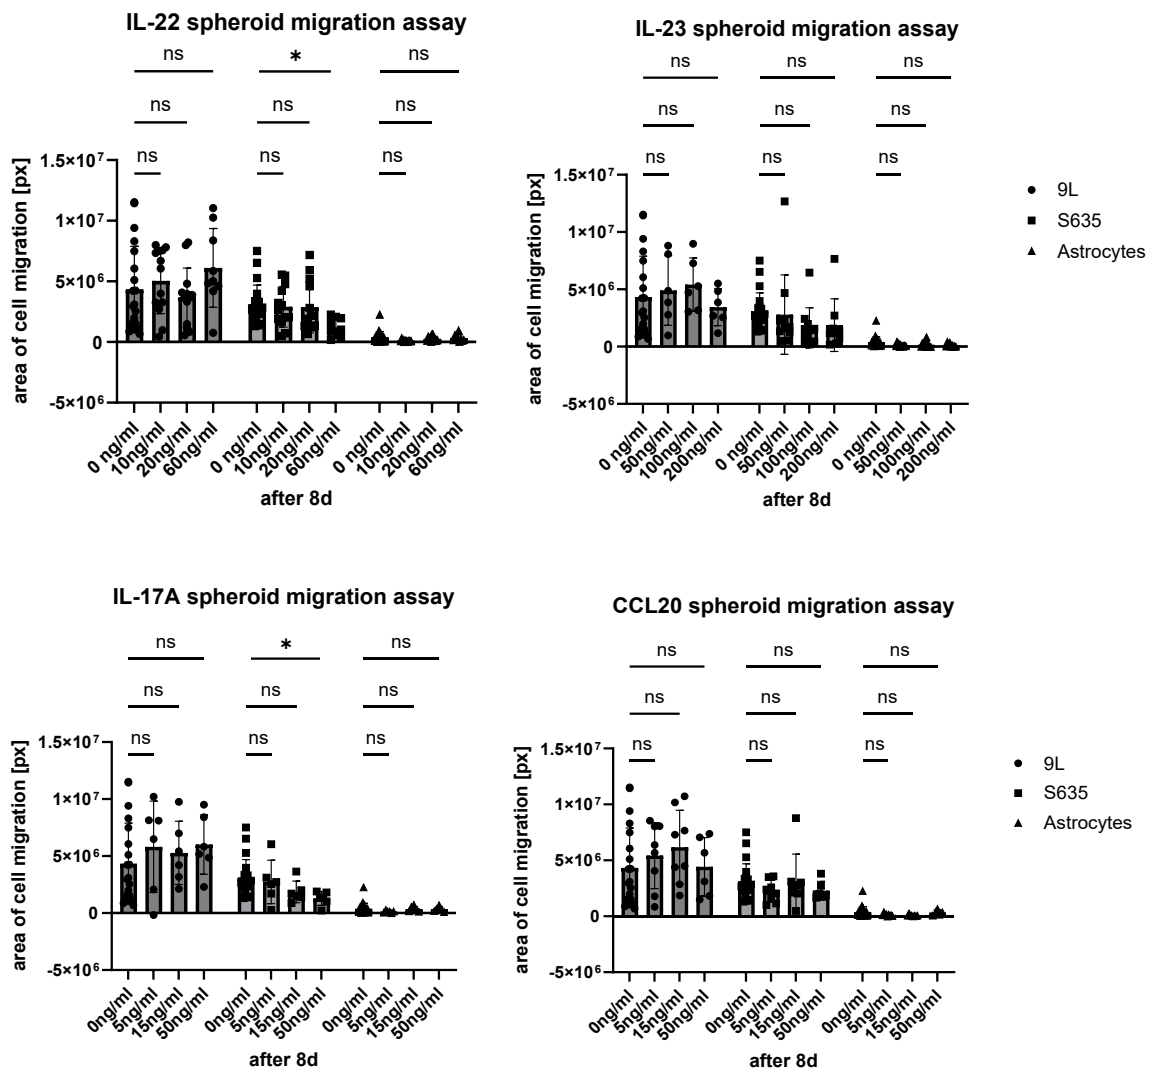 IL-22 spheroid migration assay
ns
*
ns
ns
ns
ns
ns
ns
ns
area of cell migration [px]
1.5×10⁷
1×10⁷
5×10⁶
0
-5×10⁶
0 ng/ml
10ng/ml
20ng/ml
60ng/ml
0 ng/ml
10ng/ml
20ng/ml
60ng/ml
0 ng/ml
10ng/ml
20ng/ml
60ng/ml
after 8d
IL-23 spheroid migration assay
ns
ns
ns
ns
ns
ns
ns
ns
ns
area of cell migration [px]
1.5×10⁷
1×10⁷
5×10⁶
0
-5×10⁶
0 ng/ml
50ng/ml
100ng/ml
200ng/ml
0 ng/ml
50ng/ml
100ng/ml
200ng/ml
0 ng/ml
50ng/ml
100ng/ml
200ng/ml
after 8d
9L
S635
Astrocytes
IL-17A spheroid migration assay
ns
*
ns
ns
ns
ns
ns
ns
ns
area of cell migration [px]
1.5×10⁷
1×10⁷
5×10⁶
0
-5×10⁶
0ng/ml
5ng/ml
15ng/ml
50ng/ml
0ng/ml
5ng/ml
15ng/ml
50ng/ml
0ng/ml
5ng/ml
15ng/ml
50ng/ml
after 8d
CCL20 spheroid migration assay
ns
ns
ns
ns
ns
ns
ns
ns
ns
area of cell migration [px]
1.5×10⁷
1×10⁷
5×10⁶
0
-5×10⁶
0ng/ml
5ng/ml
15ng/ml
50ng/ml
0ng/ml
5ng/ml
15ng/ml
50ng/ml
0ng/ml
5ng/ml
15ng/ml
50ng/ml
after 8d
9L
S635
Astrocytes